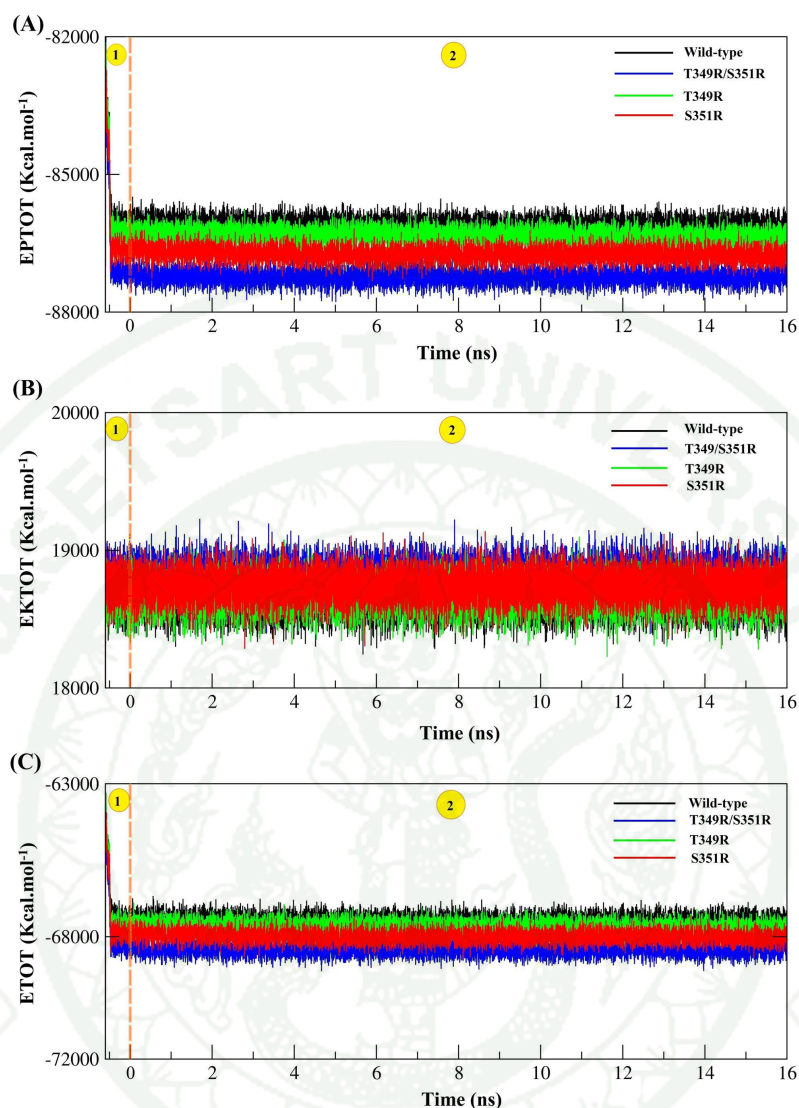 (A)
-82000
1
2
Wild-type
T349R/S351R
T349R
S351R
EPTOT (Kcal.mol⁻¹)
-85000
-88000
0 2 4 6 8 10 12 14 16
Time (ns)
(B)
20000
1
2
Wild-type
T349/S351R
T349R
S351R
EKTOT (Kcal.mol⁻¹)
19000
18000
0 2 4 6 8 10 12 14 16
Time (ns)
(C)
-63000
1
2
Wild-type
T349R/S351R
T349R
S351R
ETOT (Kcal.mol⁻¹)
-68000
-72000
0 2 4 6 8 10 12 14 16
Time (ns)
KASETSART UNIVERS